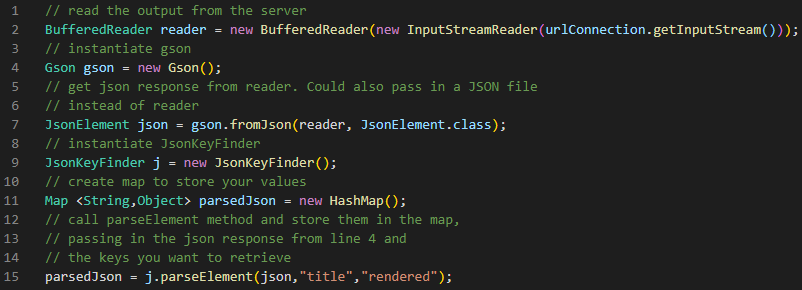 1 // read the output from the server
2 BufferedReader reader = new BufferedReader(new InputStreamReader(urlConnection.getInputStream()));
3 // instantiate gson
4 Gson gson = new Gson();
5 // get json response from reader. Could also pass in a JSON file
6 // instead of reader
7 JsonElement json = gson.fromJson(reader, JsonElement.class);
8 // instantiate JsonKeyFinder
9 JsonKeyFinder j = new JsonKeyFinder();
10 // create map to store your values
11 Map <String,Object> parsedJson = new HashMap();
12 // call parseElement method and store them in the map,
13 // passing in the json response from line 4 and
14 // the keys you want to retrieve
15 parsedJson = j.parseElement(json,"title","rendered");